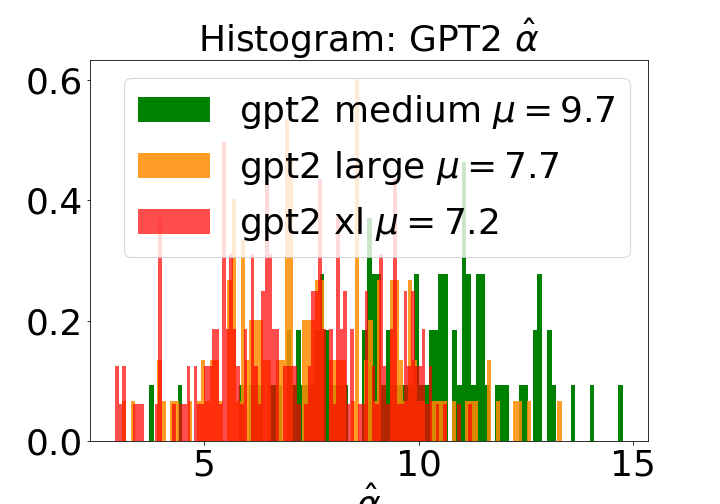 Histogram: GPT2 α̂
0.6
0.4
0.2
0.0
gpt2 medium μ = 9.7
gpt2 large μ = 7.7
gpt2 xl μ = 7.2
5 10 15
α̂